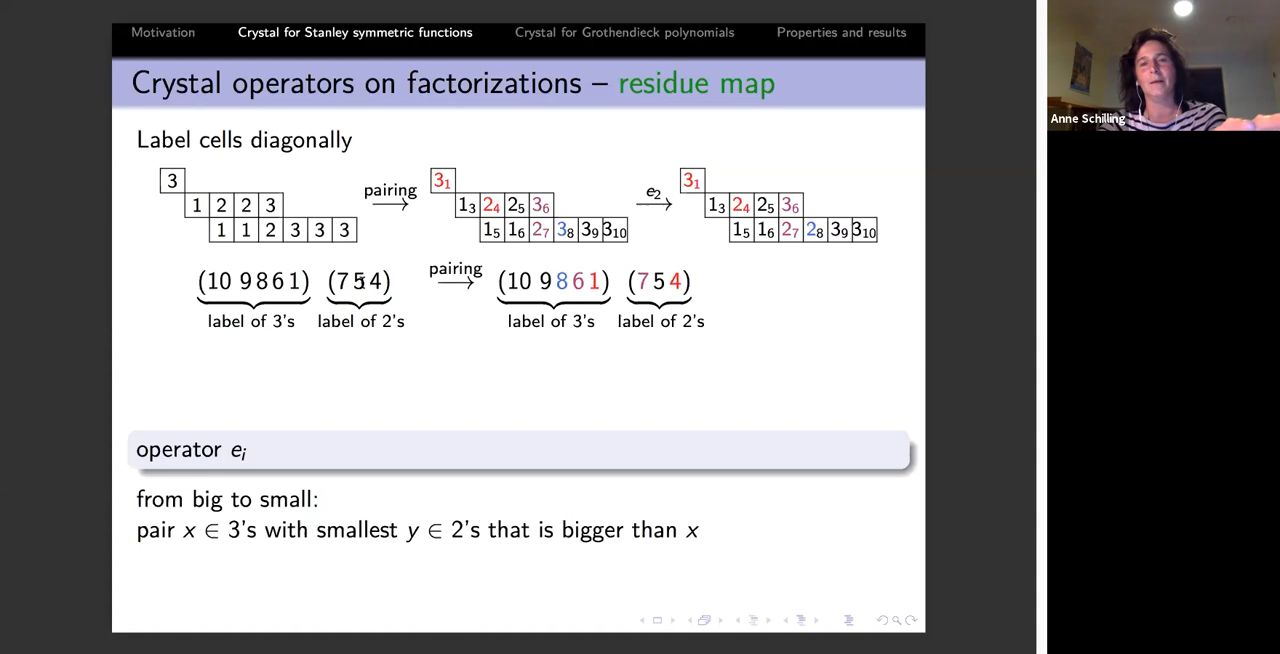 Motivation Crystal for Stanley symmetric functions Crystal for Grothendieck polynomials Properties and results
Crystal operators on factorizations – residue map
Label cells diagonally
3 pairing 3₁ e₂ 3₁
1 2 2 3 → 1₃ 2₄ 2₅ 3₆ → 1₃ 2₄ 2₅ 3₆
1 1 2 3 3 3 1₅ 1₆ 2₇ 3₈ 3₉ 3₁₀ 1₅ 1₆ 2₇ 2₈ 3₉ 3₁₀
(10 9 8 6 1) (7 5 4) pairing → (10 9 8 6 1) (7 5 4)
label of 3's label of 2's label of 3's label of 2's
operator eᵢ
from big to small:
pair x ∈ 3's with smallest y ∈ 2's that is bigger than x
Anne Schilling